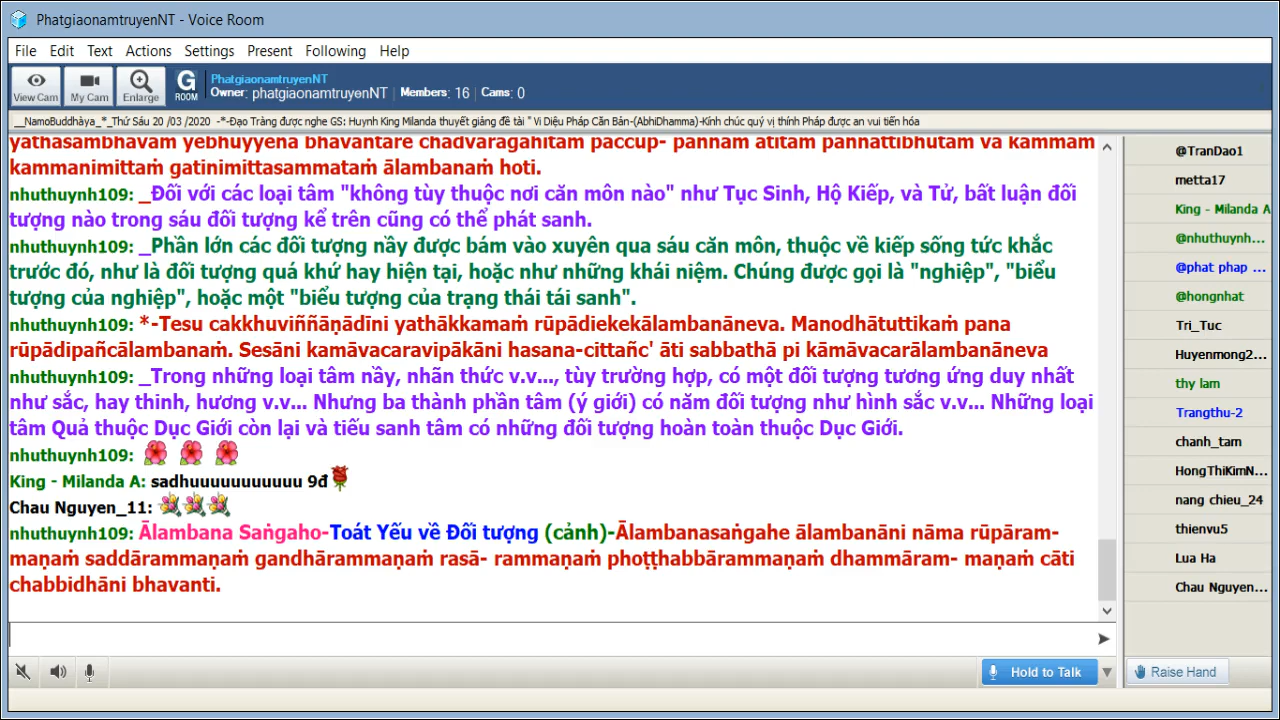 PhatgiaonamtruyenNT - Voice Room
File Edit Text Actions Settings Present Following Help
View Cam My Cam Enlarge G ROOM
PhatgiaonamtruyenNT
Owner: phatgiaonamtruyenNT | Members: 16 | Cams: 0
__NamoBuddhàya_*_Thứ Sáu 20 /03 /2020 -*-Đạo Tràng được nghe GS: Huynh King Milanda thuyết giảng đề tài " Vi Diệu Pháp Căn Bản-(AbhiDhamma)-Kính chúc quý vị thính Pháp được an vui tiến hóa
yathasambhavaṁ yebhuyyena bhavantare chadvaragahitaṁ paccup- pannaṁ atitaṁ pannattibhutaṁ va kammaṁ
kammanimittaṁ gatinimittasammataṁ ālambanaṁ hoti.
nhuthuynh109: _Đối với các loại tâm "không tùy thuộc nơi căn môn nào" như Tục Sinh, Hộ Kiếp, và Tử, bất luận đối
tượng nào trong sáu đối tượng kể trên cũng có thể phát sanh.
nhuthuynh109: _Phần lớn các đối tượng nầy được bám vào xuyên qua sáu căn môn, thuộc về kiếp sống tức khắc
trước đó, như là đối tượng quá khứ hay hiện tại, hoặc như những khái niệm. Chúng được gọi là "nghiệp", "biểu
tượng của nghiệp", hoặc một "biểu tượng của trạng thái tái sanh".
nhuthuynh109: *-Tesu cakkhuviññāṇādīni yathākkamaṁ rūpādiekekālambanāneva. Manodhātuttikaṁ pana
rūpādipañcālambanaṁ. Sesāni kamāvacaravipākāni hasana-cittañc' āti sabbathā pi kāmāvacarālambanāneva
nhuthuynh109: _Trong những loại tâm nầy, nhãn thức v.v..., tùy trường hợp, có một đối tượng tương ứng duy nhất
như sắc, hay thinh, hương v.v... Nhưng ba thành phần tâm (ý giới) có năm đối tượng như hình sắc v.v... Những loại
tâm Quả thuộc Dục Giới còn lại và tiếu sanh tâm có những đối tượng hoàn toàn thuộc Dục Giới.
nhuthuynh109:
King - Milanda A: sadhuuuuuuuuuuu 9đ
Chau Nguyen_11:
nhuthuynh109: Ālambana Saṅgaho-Toát Yếu về Đối tượng (cảnh)-Ālambanasaṅgahe ālambanāni nāma rūpāram-
maṇaṁ saddārammaṇaṁ gandhārammaṇaṁ rasā- rammaṇaṁ phoṭṭhabbārammaṇaṁ dhammāram- maṇaṁ cāti
chabbidhāni bhavanti.
@TranDao1
metta17
King - Milanda A
@nhuthuynh...
@phat phap ...
@hongnhat
Tri_Tuc
Huyenmong2...
thy lam
Trangthu-2
chanh_tam
HongThiKimN...
nang chieu_24
thienvu5
Lua Ha
Chau Nguyen...
Hold to Talk
Raise Hand